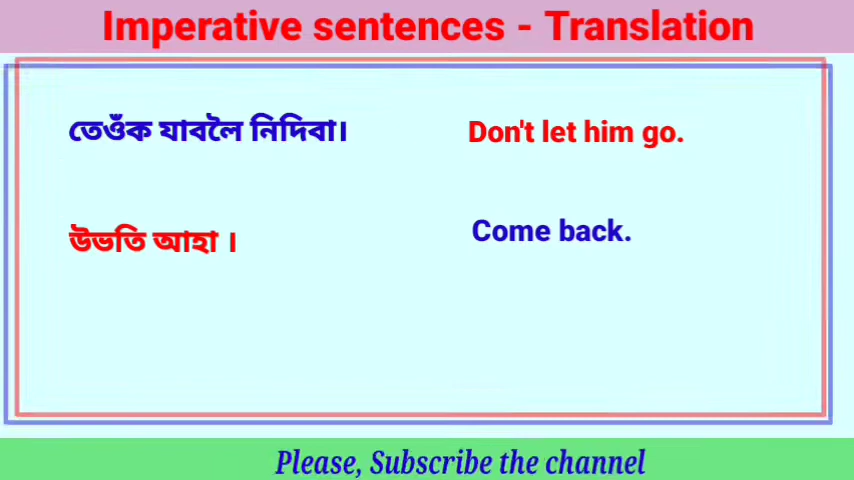 Imperative sentences - Translation
তেওঁক যাবলৈ নিদিবা। Don't let him go.
উভতি আহা । Come back.
Please, Subscribe the channel